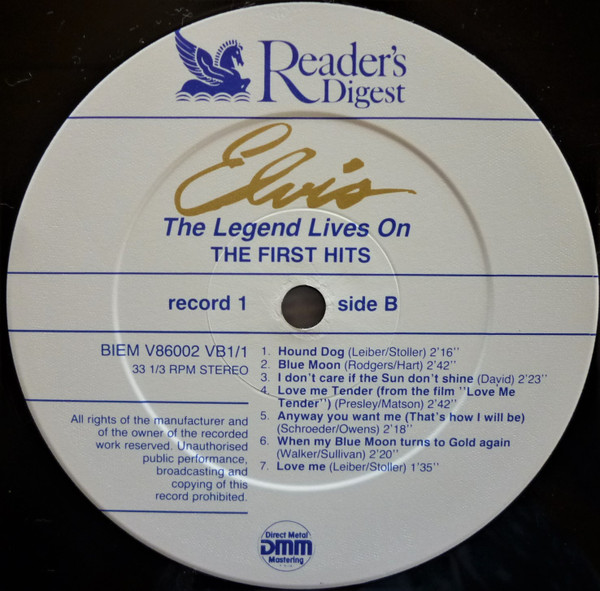 Reader's
Digest
Elvis
The Legend Lives On
THE FIRST HITS
record 1 side B
BIEM V86002 VB1/1
33 1/3 RPM STEREO
1. Hound Dog (Leiber/Stoller) 2'16''
2. Blue Moon (Rodgers/Hart) 2'42''
3. I don't care if the Sun don't shine (David) 2'23''
4. Love me Tender (from the film ''Love Me
Tender'') (Presley/Matson) 2'42''
5. Anyway you want me (That's how I will be)
(Schroeder/Owens) 2'18''
6. When my Blue Moon turns to Gold again
(Walker/Sullivan) 2'20''
7. Love me (Leiber/Stoller) 1'35''
All rights of the manufacturer and
of the owner of the recorded
work reserved. Unauthorised
public performance,
broadcasting and
copying of this
record prohibited.
Direct Metal
DMM
Mastering